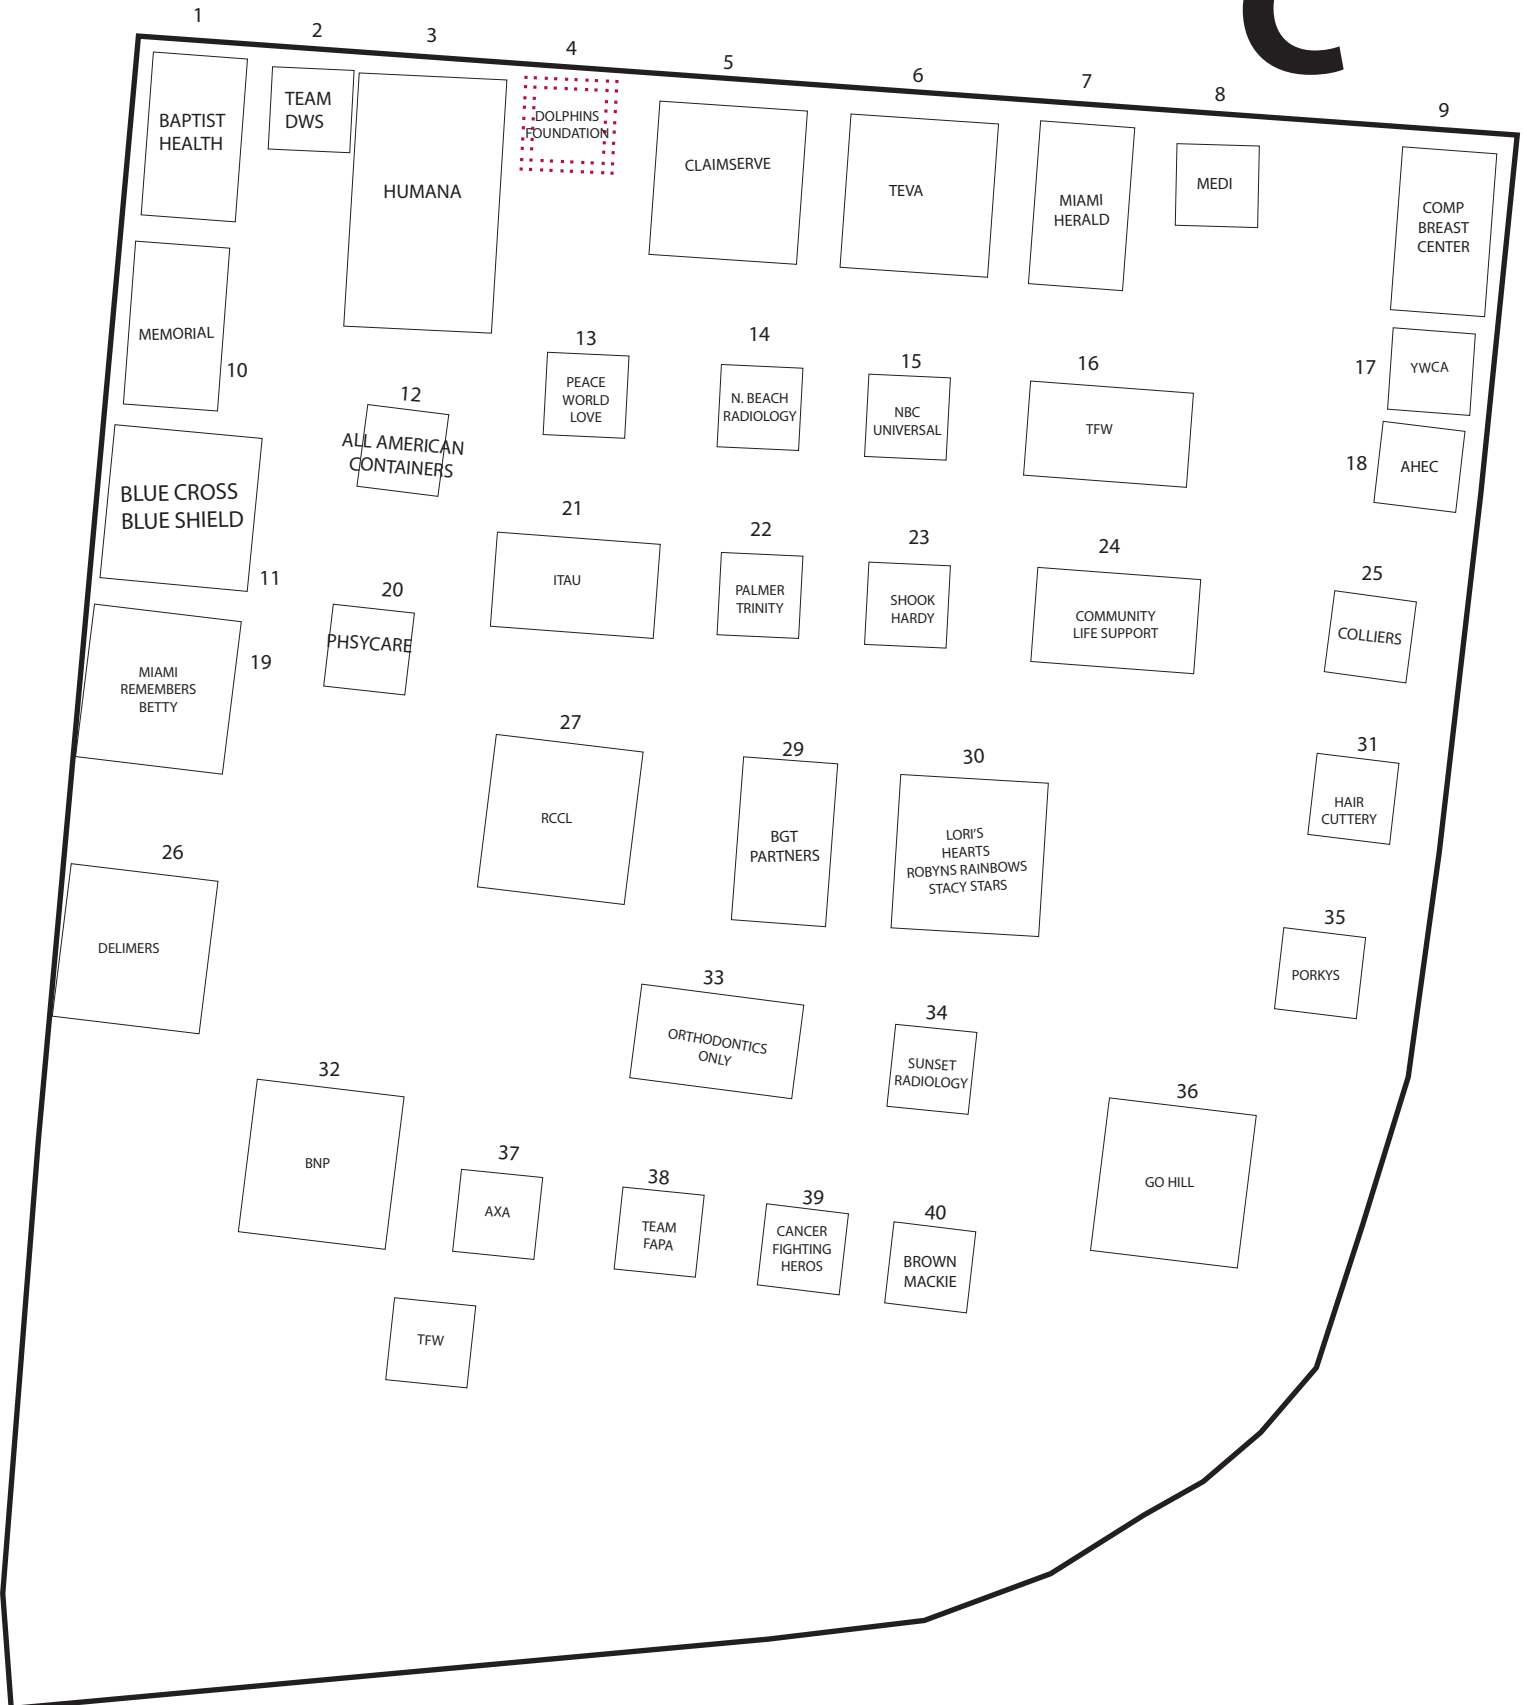 C
1
2
3
4
5
6
7
8
9
BAPTIST
HEALTH
TEAM
DWS
HUMANA
DOLPHINS
FOUNDATION
CLAIMSERVE
TEVA
MIAMI
HERALD
MEDI
COMP
BREAST
CENTER
MEMORIAL
10
12
ALL AMERICAN
CONTAINERS
13
PEACE
WORLD
LOVE
14
N. BEACH
RADIOLOGY
15
NBC
UNIVERSAL
16
TFW
17
YWCA
18
AHEC
BLUE CROSS
BLUE SHIELD
11
20
PHSYCARE
21
ITAU
22
PALMER
TRINITY
23
SHOOK
HARDY
24
COMMUNITY
LIFE SUPPORT
25
COLLIERS
19
MIAMI
REMEMBERS
BETTY
27
RCCL
29
BGT
PARTNERS
30
LORI'S
HEARTS
ROBYNS RAINBOWS
STACY STARS
31
HAIR
CUTTERY
26
DELIMERS
33
ORTHODONTICS
ONLY
34
SUNSET
RADIOLOGY
35
PORKYS
32
BNP
37
AXA
38
TEAM
FAPA
39
CANCER
FIGHTING
HEROS
40
BROWN
MACKIE
36
GO HILL
TFW